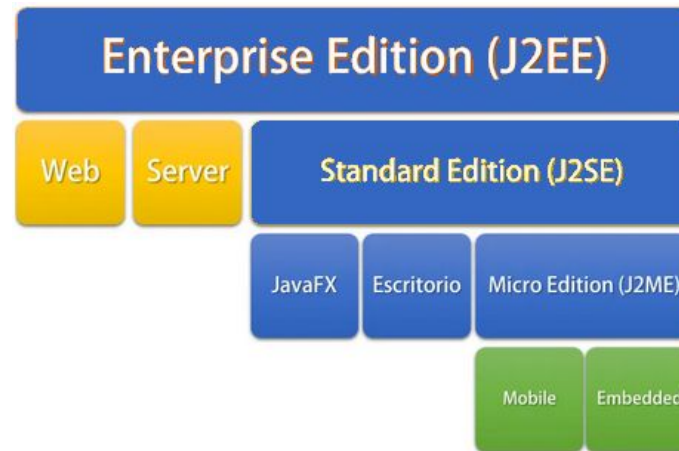 Enterprise Edition (J2EE)
Web
Server
Standard Edition (J2SE)
JavaFX
Escritorio
Micro Edition (J2ME)
Mobile
Embedded